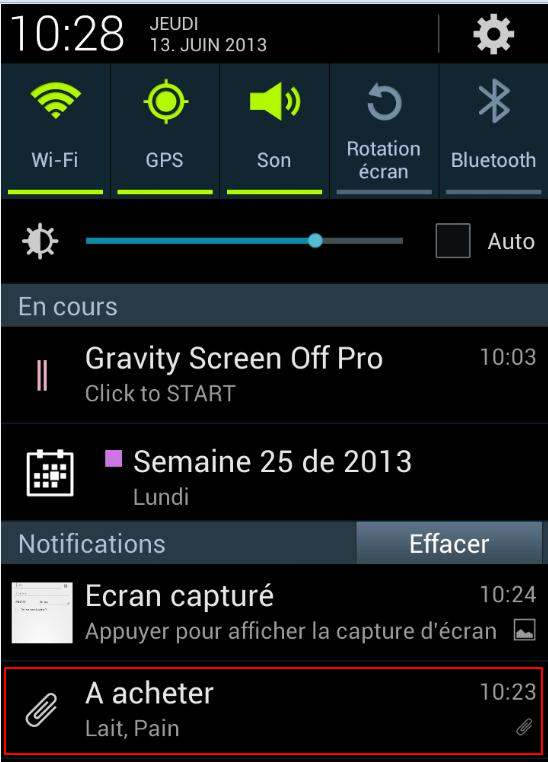 10:28
JEUDI
13. JUIN 2013
Wi-Fi
GPS
Son
Rotation
écran
Bluetooth
Auto
En cours
Gravity Screen Off Pro
10:03
Click to START
Semaine 25 de 2013
Lundi
Notifications
Effacer
Ecran capturé
10:24
Appuyer pour afficher la capture d'écran
A acheter
10:23
Lait, Pain